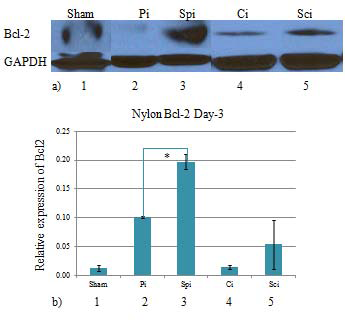 Sham Pi Spi Ci Sci
Bcl-2
GAPDH
a) 1 2 3 4 5
Nylon Bcl-2 Day-3
Relative expression of Bcl2
0.25
0.20
0.15
0.10
0.05
0.00
*
Sham Pi Spi Ci Sci
b) 1 2 3 4 5